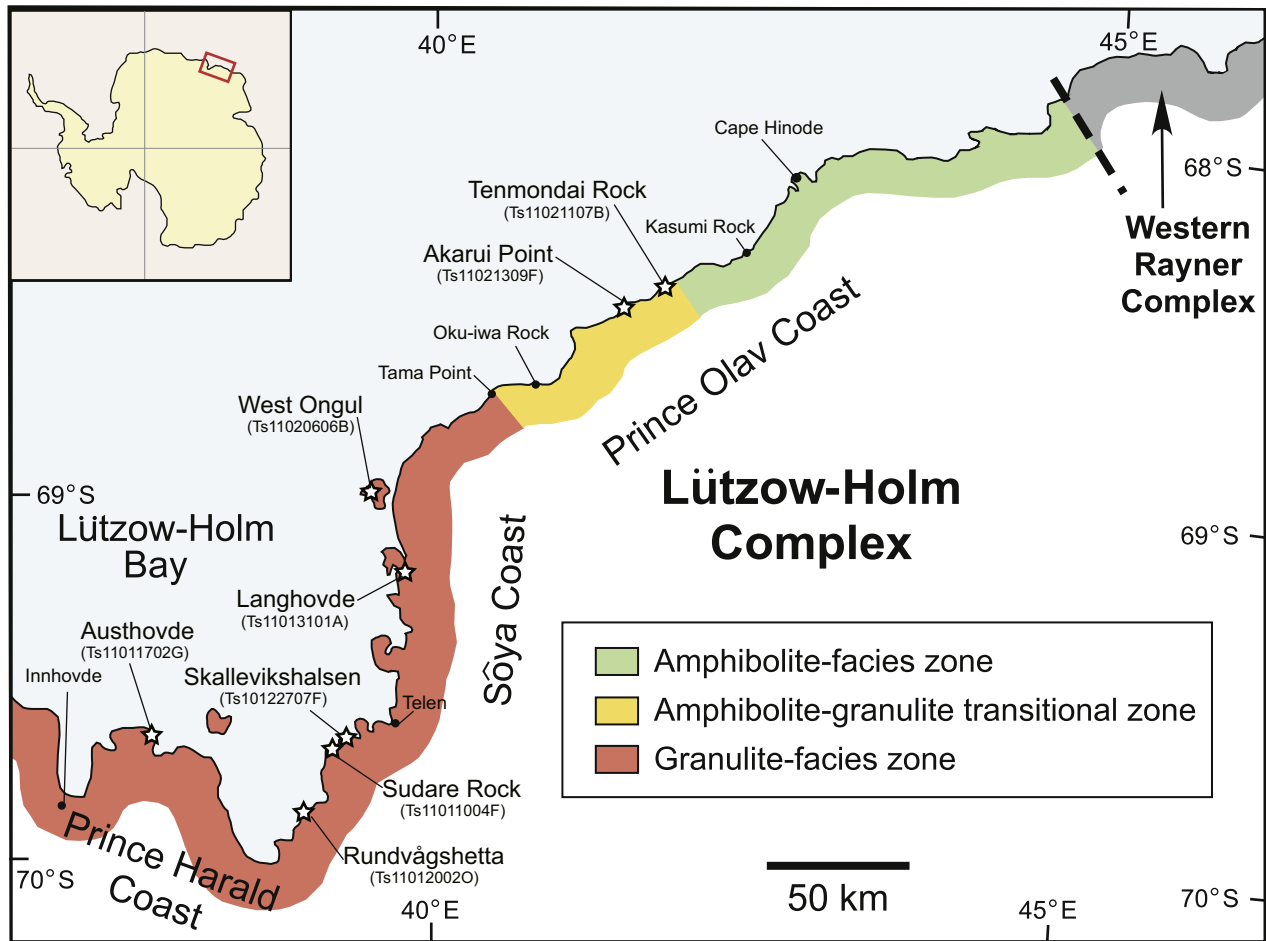 40°E
45°E
Cape Hinode
68°S
Tenmondai Rock
(Ts11021107B)
Kasumi Rock
Western
Rayner
Complex
Akarui Point
(Ts11021309F)
Oku-iwa Rock
Prince Olav Coast
Tama Point
West Ongul
(Ts11020606B)
69°S
Lützow-Holm
Complex
Lützow-Holm
Bay
69°S
Sôya Coast
Langhovde
(Ts11013101A)
Austhovde
(Ts11011702G)
Innhovde
Skallevikshalsen
(Ts10122707F)
Telen
Amphibolite-facies zone
Amphibolite-granulite transitional zone
Granulite-facies zone
Sudare Rock
(Ts11011004F)
Prince Harald
Coast
Rundvågshetta
(Ts11012002O)
70°S
50 km
40°E
45°E
70°S